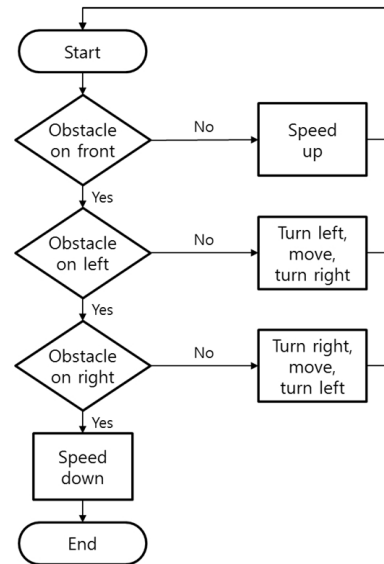 Start
Obstacle
on front
No
Speed
up
Yes
Obstacle
on left
No
Turn left,
move,
turn right
Yes
Obstacle
on right
No
Turn right,
move,
turn left
Yes
Speed
down
End